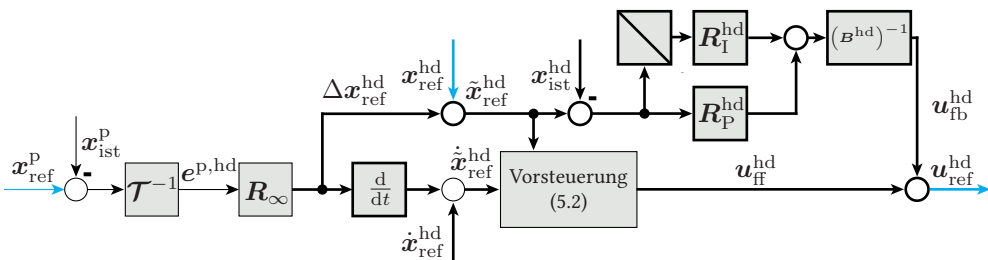 R_I^hd
(B^hd)^−1
x_ref^hd
x̃_ref^hd
x_ist^hd
-
Δx_ref^hd
R_P^hd
u_fb^hd
x_ref^p
x_ist^p
-
e^p,hd
x̃̇_ref^hd
u_ff^hd
u_ref^hd
T^−1
R_∞
d/dt
Vorsteuerung
(5.2)
ẋ_ref^hd